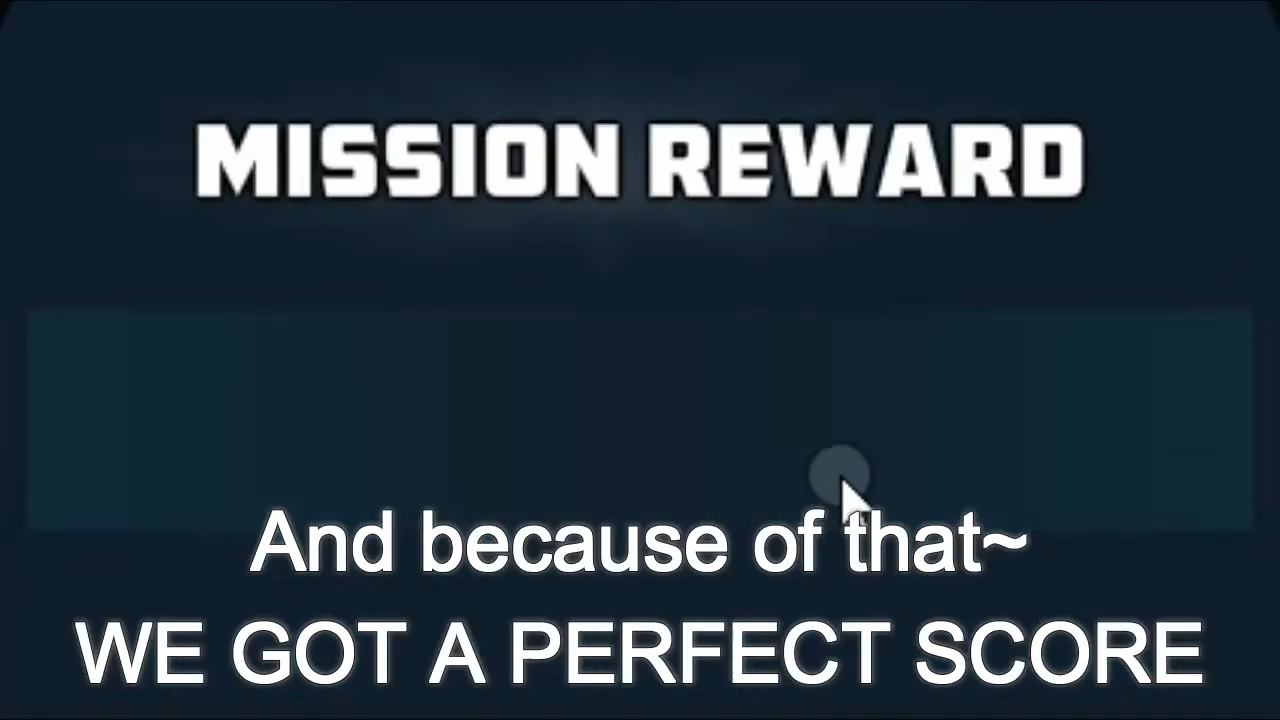 MISSION REWARD
And because of that~
WE GOT A PERFECT SCORE